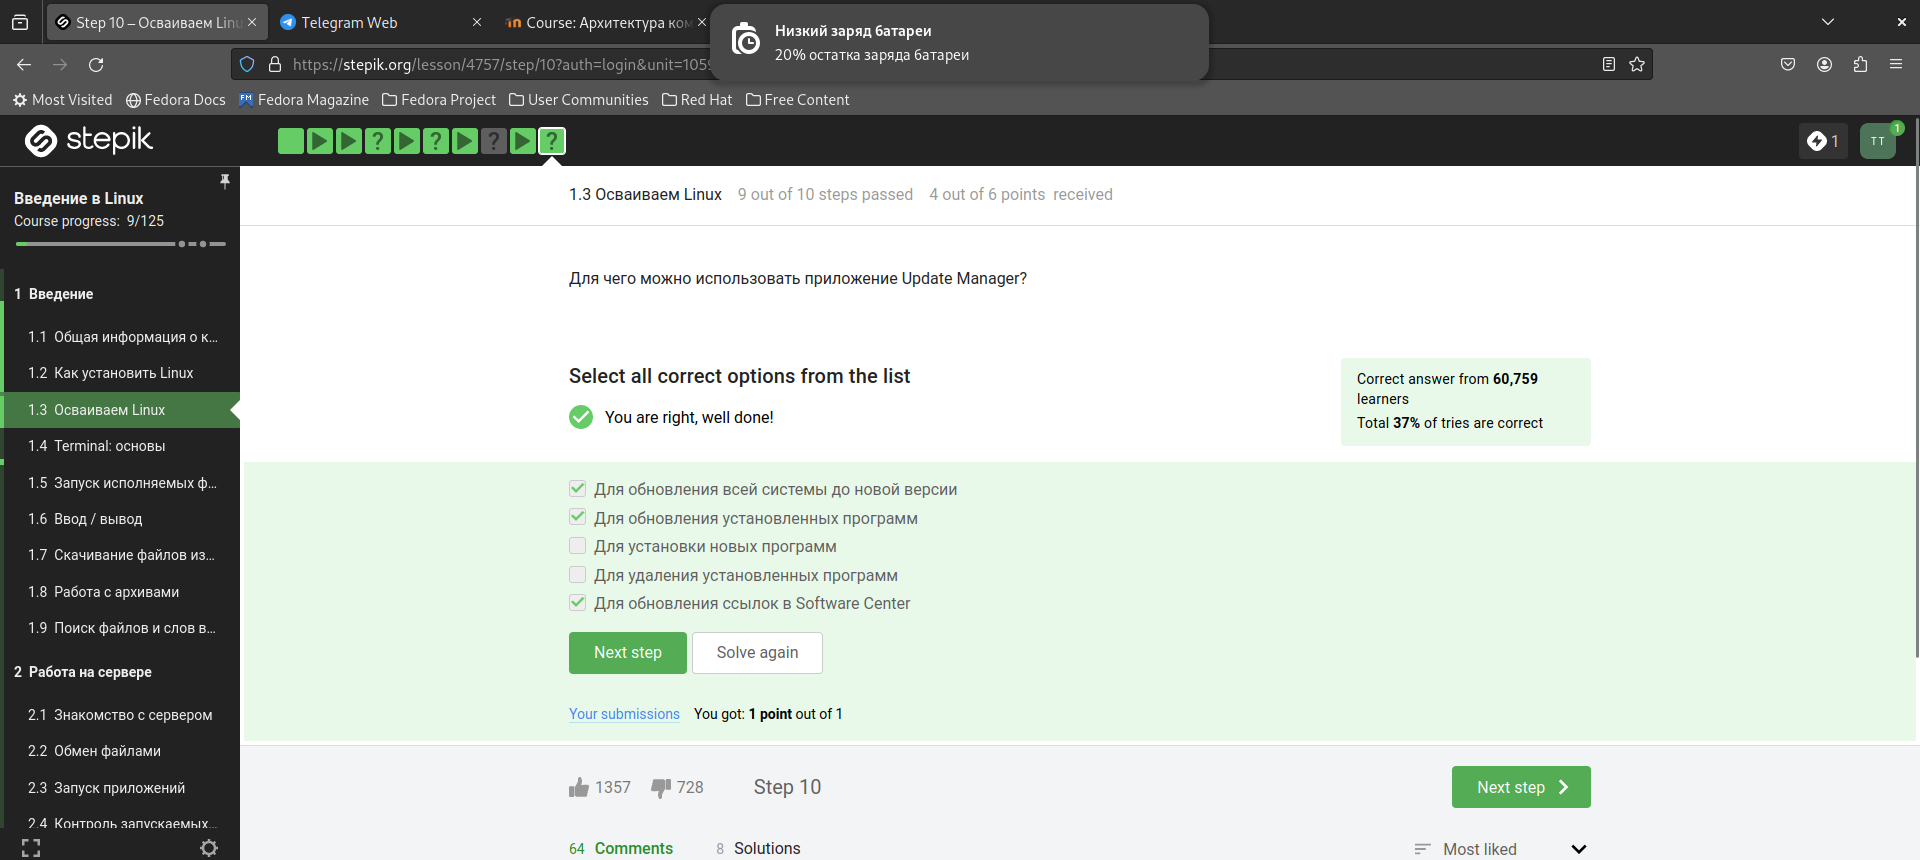 Step 10 – Осваиваем Linu
Telegram Web
Course: Архитектура ком
Низкий заряд батареи
20% остатка заряда батареи
https://stepik.org/lesson/4757/step/10?auth=login&unit=1059
Most Visited
Fedora Docs
FM
Fedora Magazine
Fedora Project
User Communities
Red Hat
Free Content
stepik
? ? ? ?
1
TT
1
Введение в Linux
Course progress: 9/125
1 Введение
1.1 Общая информация о к...
1.2 Как установить Linux
1.3 Осваиваем Linux
1.4 Terminal: основы
1.5 Запуск исполняемых ф...
1.6 Ввод / вывод
1.7 Скачивание файлов из...
1.8 Работа с архивами
1.9 Поиск файлов и слов в...
2 Работа на сервере
2.1 Знакомство с сервером
2.2 Обмен файлами
2.3 Запуск приложений
2.4 Контроль запускаемых...
1.3 Осваиваем Linux 9 out of 10 steps passed 4 out of 6 points received
Для чего можно использовать приложение Update Manager?
Select all correct options from the list
You are right, well done!
Correct answer from 60,759
learners
Total 37% of tries are correct
Для обновления всей системы до новой версии
Для обновления установленных программ
Для установки новых программ
Для удаления установленных программ
Для обновления ссылок в Software Center
Next step
Solve again
Your submissions You got: 1 point out of 1
1357
728
Step 10
Next step
64 Comments
8 Solutions
Most liked